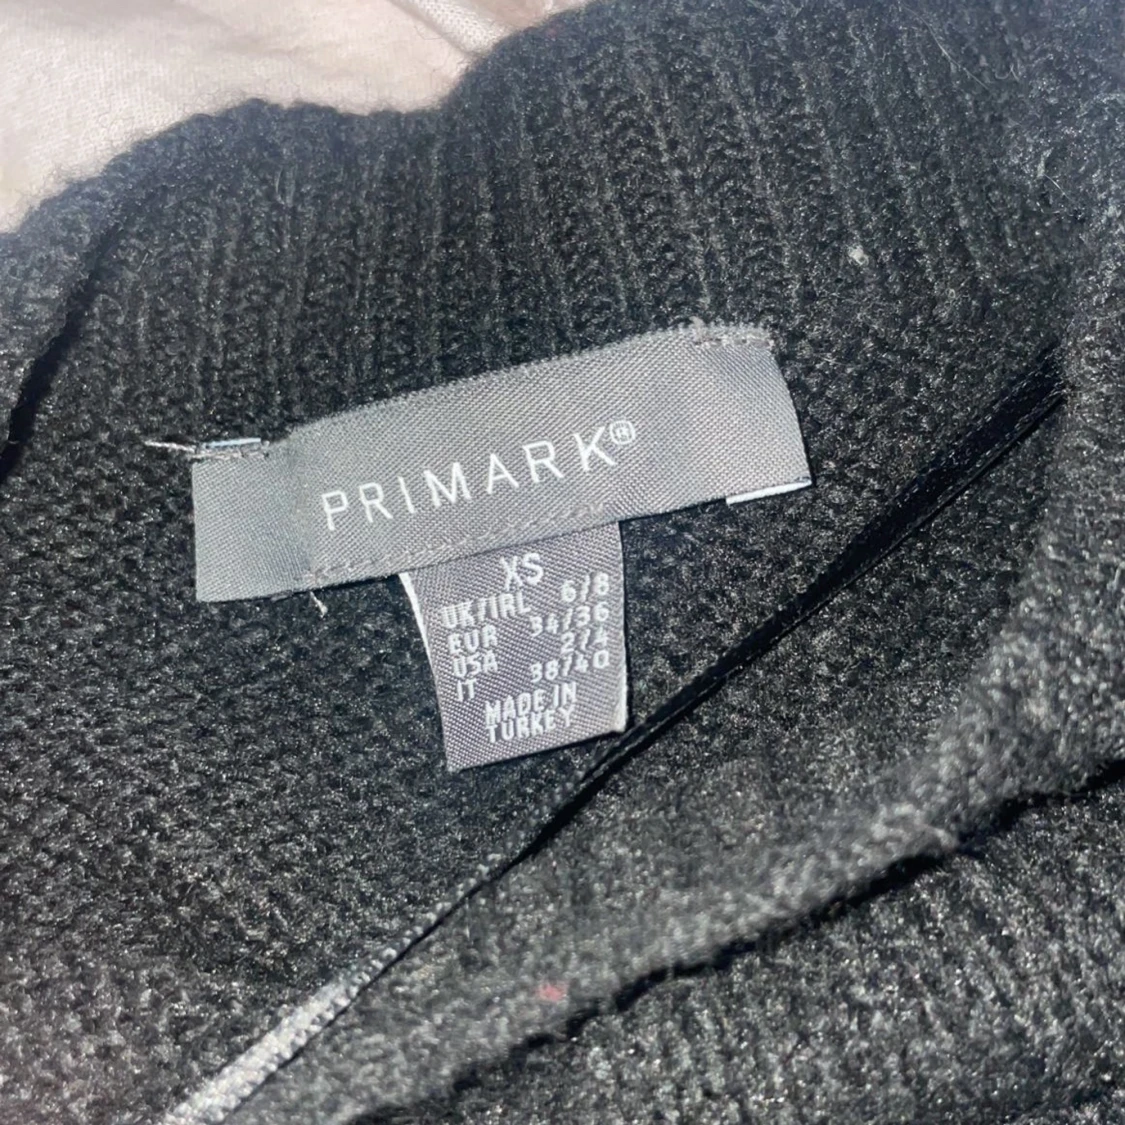 PRIMARK®
XS
UK/IRL 6/8
EUR 34/36
USA 2/4
IT 38/40
MADE IN
TURKEY